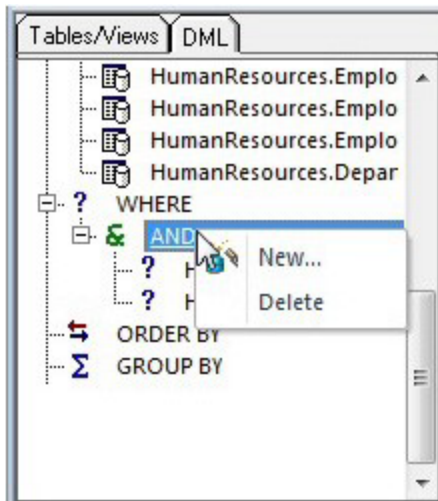 Tables/Views DML
HumanResources.Emplo
HumanResources.Emplo
HumanResources.Emplo
HumanResources.Depar
? WHERE
& AND
New...
? H
? H
Delete
ORDER BY
Σ GROUP BY